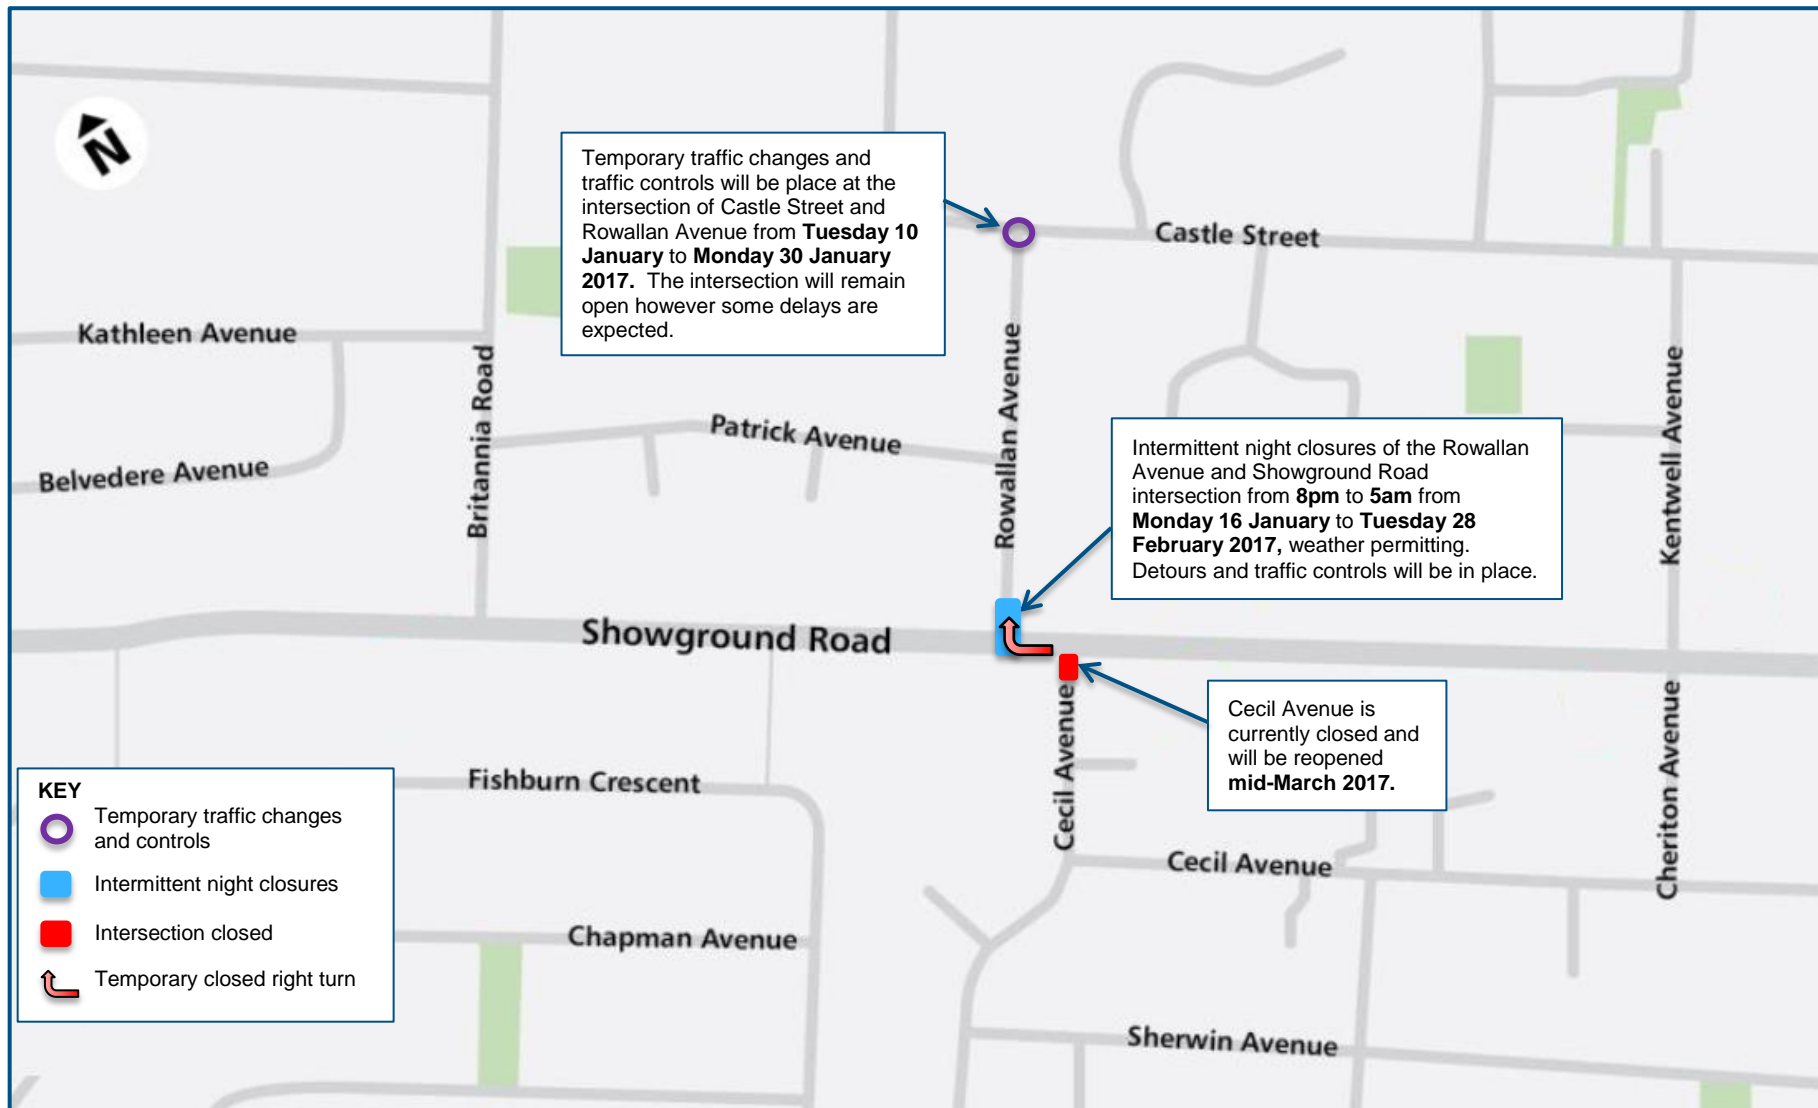 N
Temporary traffic changes and
traffic controls will be place at the
intersection of Castle Street and
Rowallan Avenue from Tuesday 10
January to Monday 30 January
2017. The intersection will remain
open however some delays are
expected.
Castle Street
Kathleen Avenue
Britannia Road
Rowallan Avenue
Kentwell Avenue
Patrick Avenue
Belvedere Avenue
Intermittent night closures of the Rowallan
Avenue and Showground Road
intersection from 8pm to 5am from
Monday 16 January to Tuesday 28
February 2017, weather permitting.
Detours and traffic controls will be in place.
Showground Road
Cecil Avenue is
currently closed and
will be reopened
mid-March 2017.
Cecil Avenue
Cheriton Avenue
Fishburn Crescent
Cecil Avenue
Chapman Avenue
Sherwin Avenue
KEY
Temporary traffic changes
and controls
Intermittent night closures
Intersection closed
Temporary closed right turn